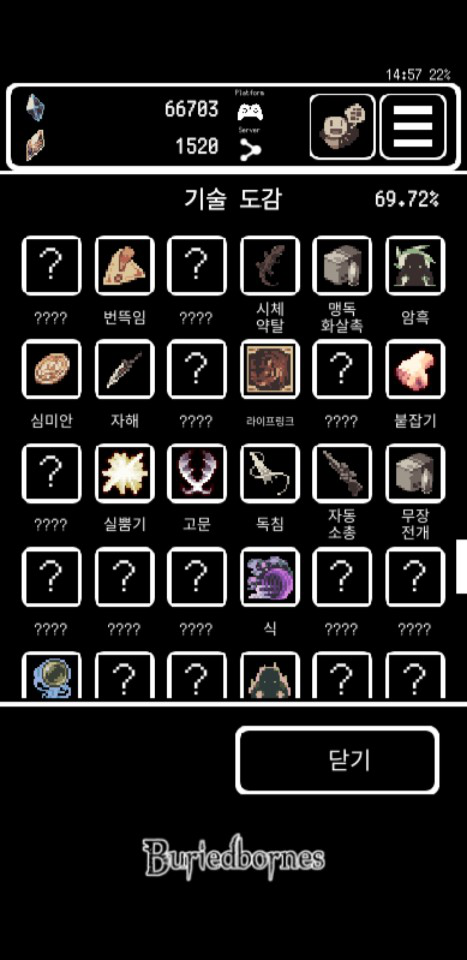 14:57 22%
Platform
66703
Server
1520
기술 도감 69.72%
? ? 
???? 번뜩임 ???? 시체 약탈 맹독 화살촉 암흑
? ?
심미안 자해 ???? 라이프링크 ???? 붙잡기
?
???? 실뿜기 고문 독침 자동 소총 무장 전개
? ? ? ? ?
???? ???? ???? 식 ???? ????
? ? ? ?
닫기
Buriedbornes